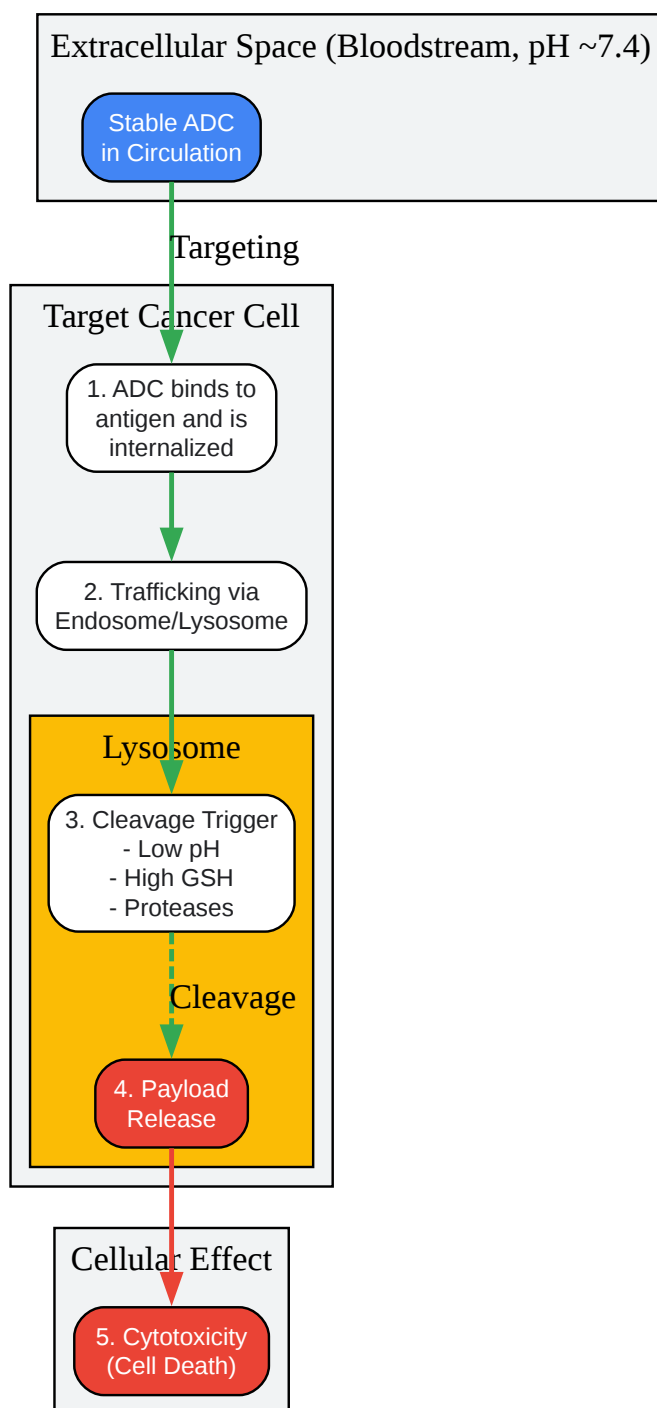 Extracellular Space (Bloodstream, pH ~7.4)
Stable ADC
in Circulation
Targeting
Target Cancer Cell
1. ADC binds to
antigen and is
internalized
2. Trafficking via
Endosome/Lysosome
Lysosome
3. Cleavage Trigger
- Low pH
- High GSH
- Proteases
Cleavage
4. Payload
Release
Cellular Effect
5. Cytotoxicity
(Cell Death)